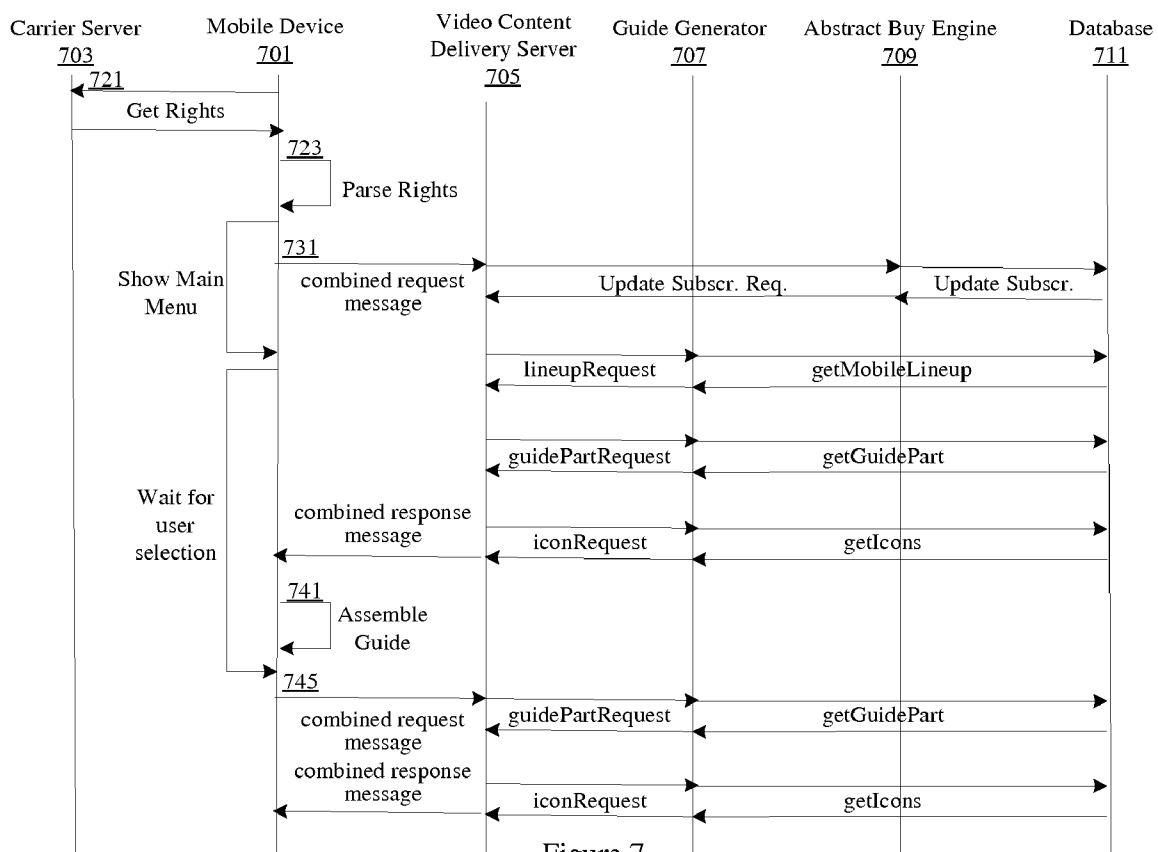 Carrier Server
703
Mobile Device
701
Video Content
Delivery Server
705
Guide Generator
707
Abstract Buy Engine
709
Database
711
721
Get Rights
723
Parse Rights
Show Main
Menu
731
combined request
message
Update Subscr. Req.
Update Subscr.
lineupRequest
getMobileLineup
guidePartRequest
getGuidePart
Wait for
user
selection
combined response
message
iconRequest
getIcons
741
Assemble
Guide
745
combined request
message
guidePartRequest
getGuidePart
combined response
message
iconRequest
getIcons
Figure 7